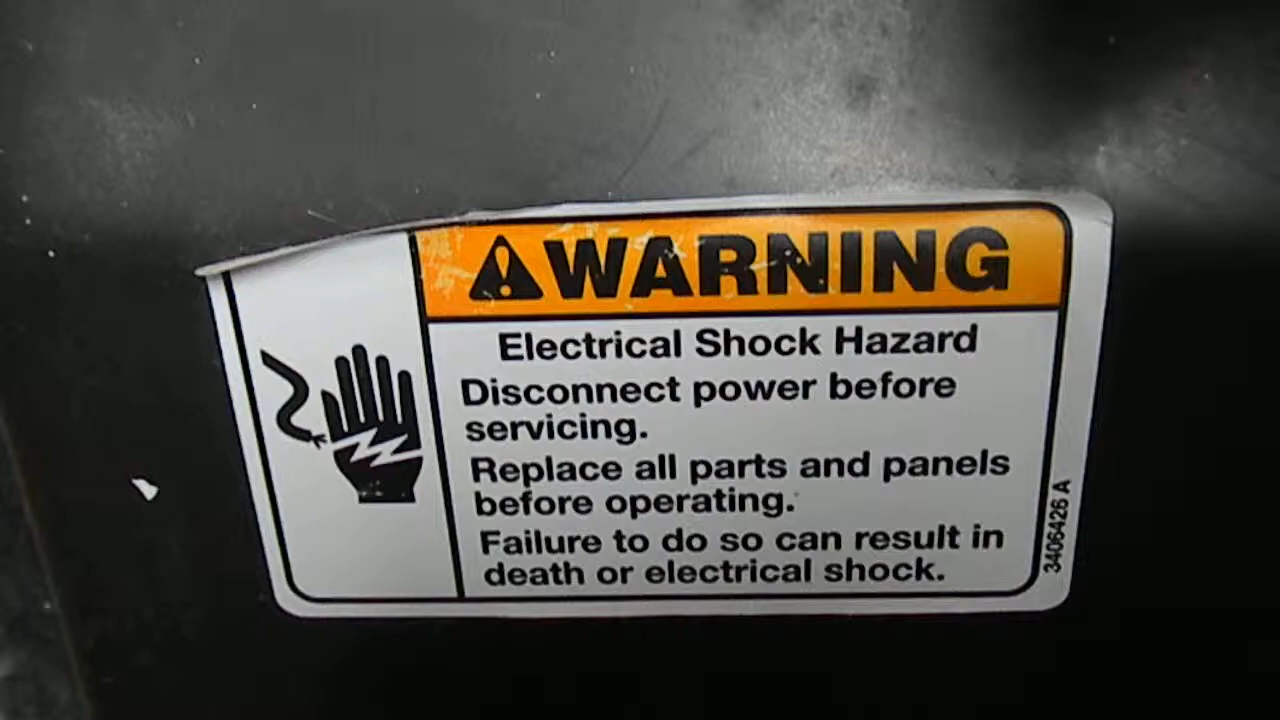 WARNING
Electrical Shock Hazard
Disconnect power before
servicing.
Replace all parts and panels
before operating.
Failure to do so can result in
death or electrical shock.
3406426 A